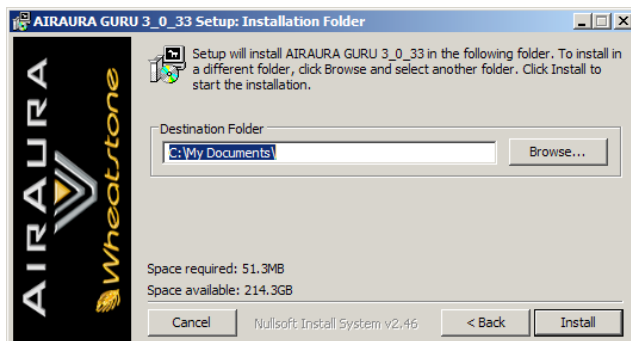 AIRAURA GURU 3_0_33 Setup: Installation Folder
AIRAURA
Wheatstone
Setup will install AIRAURA GURU 3_0_33 in the following folder. To install in
a different folder, click Browse and select another folder. Click Install to
start the installation.
Destination Folder
C:\My Documents\
Browse...
Space required: 51.3MB
Space available: 214.3GB
Cancel
Nullsoft Install System v2.46
< Back
Install